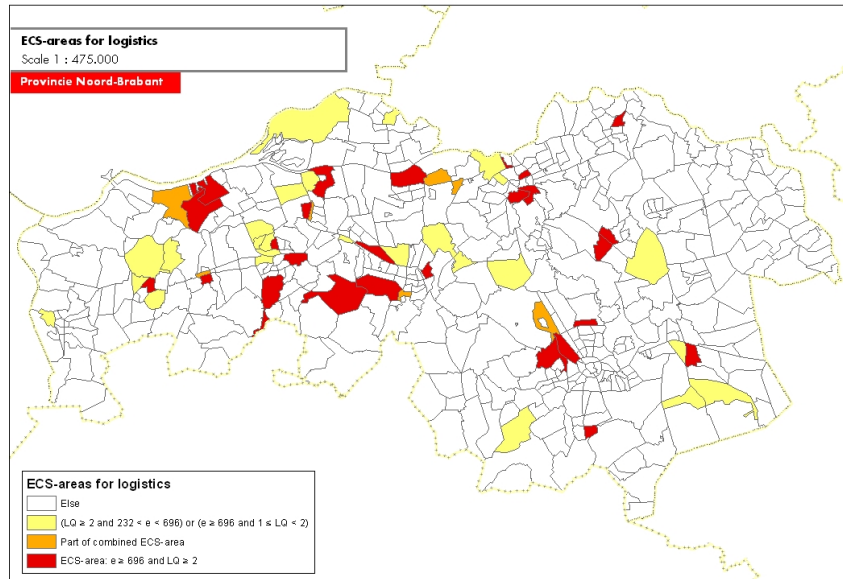 ECS-areas for logistics
Scale 1 : 475.000
Provincie Noord-Brabant
ECS-areas for logistics
Else
(LQ ≥ 2 and 232 < e < 696) or (e ≥ 696 and 1 ≤ LQ < 2)
Part of combined ECS-area
ECS-area: e ≥ 696 and LQ ≥ 2